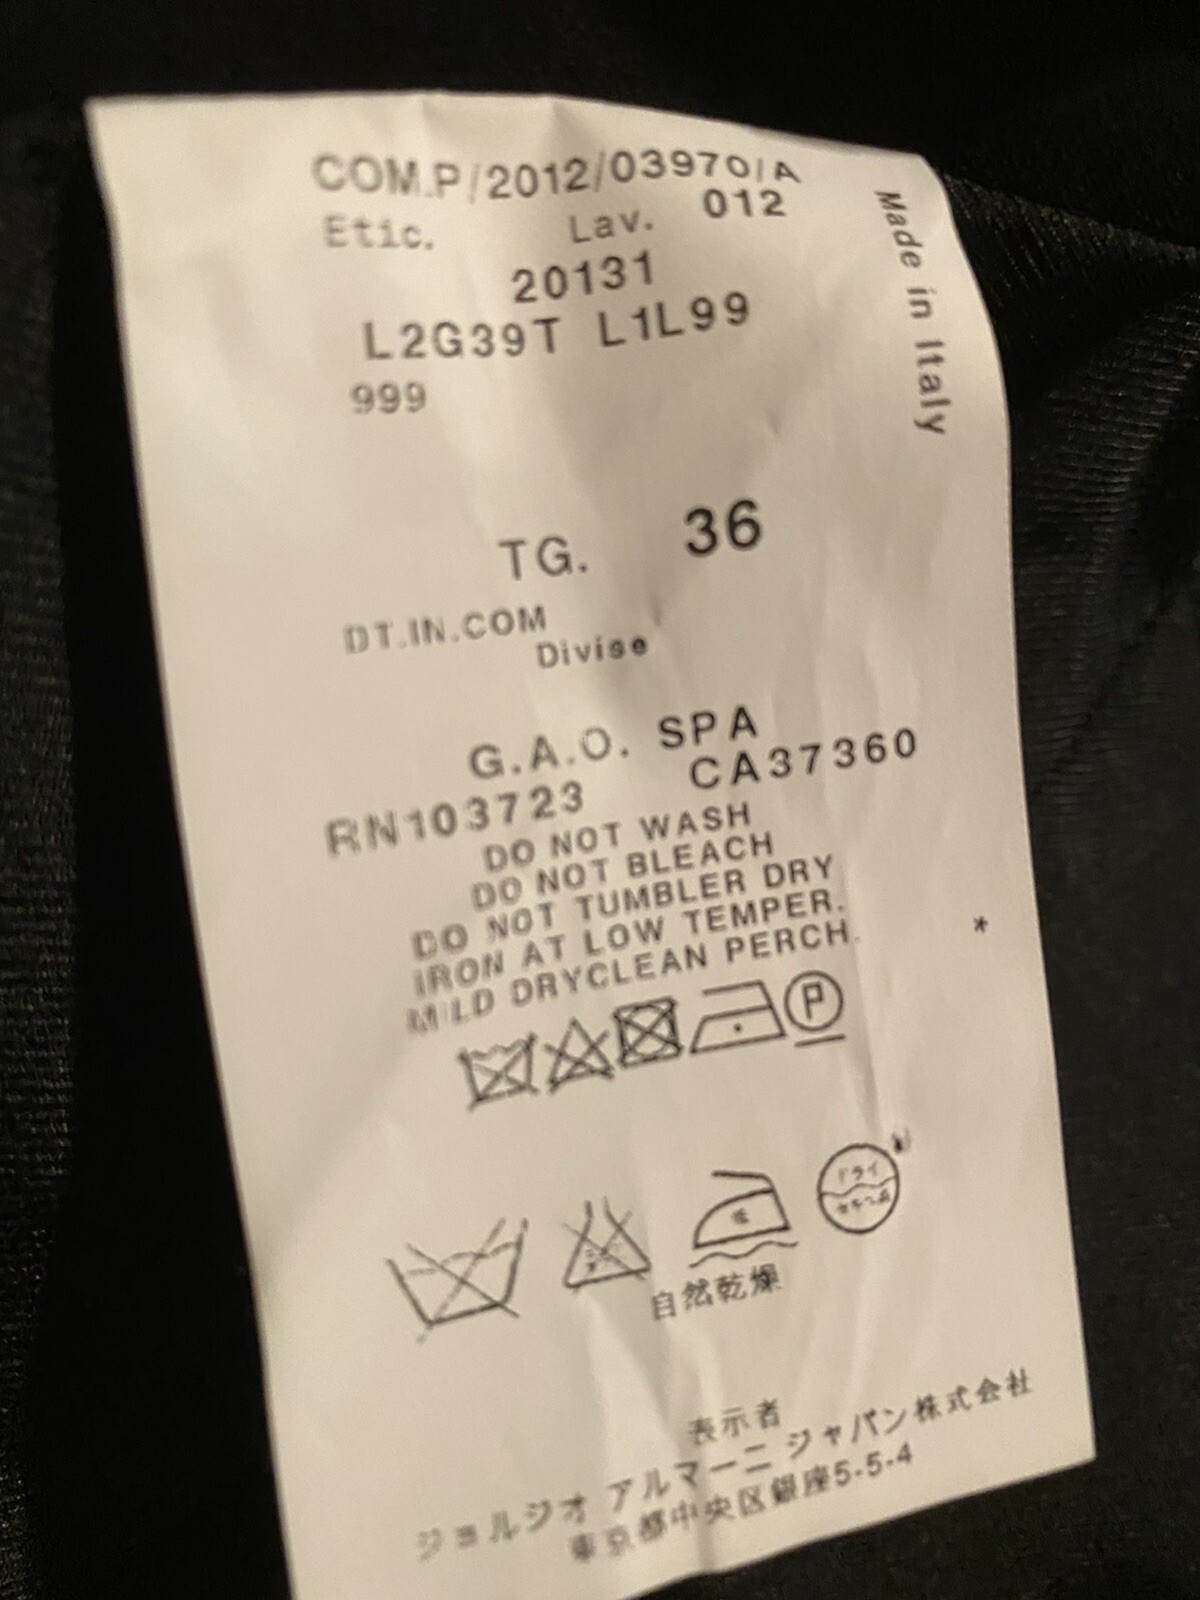 COM.P/2012/03970/A
Etic. Lav. 012
20131
L2G39T L1L99
999
Made in Italy
TG. 36
DT.IN.COM
Divise
G.A.O. SPA
RN103723 CA37360
DO NOT WASH
DO NOT BLEACH
DO NOT TUMBLER DRY
IRON AT LOW TEMPER.
MILD DRYCLEAN PERCH.
*
P
ドライ
自然乾燥
表示者
ジョルジオ アルマーニ ジャパン株式会社
東京都中央区銀座5-5-4